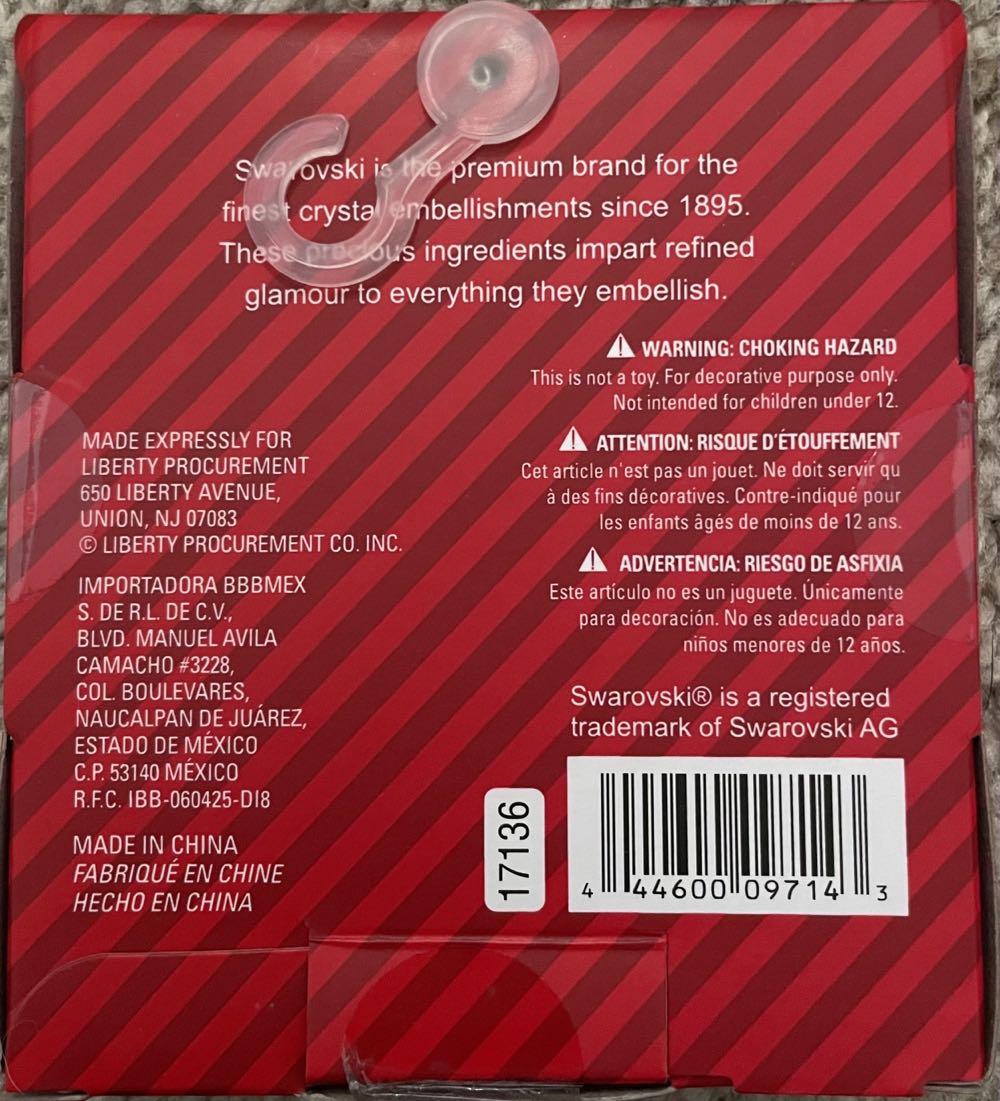 Swarovski is the premium brand for the
finest crystal embellishments since 1895.
These precious ingredients impart refined
glamour to everything they embellish.
WARNING: CHOKING HAZARD
This is not a toy. For decorative purpose only.
Not intended for children under 12.
ATTENTION: RISQUE D'ÉTOUFFEMENT
Cet article n'est pas un jouet. Ne doit servir qu
à des fins décoratives. Contre-indiqué pour
les enfants âgés de moins de 12 ans.
ADVERTENCIA: RIESGO DE ASFIXIA
Este artículo no es un juguete. Únicamente
para decoración. No es adecuado para
niños menores de 12 años.
Swarovski® is a registered
trademark of Swarovski AG
MADE EXPRESSLY FOR
LIBERTY PROCUREMENT
650 LIBERTY AVENUE,
UNION, NJ 07083
© LIBERTY PROCUREMENT CO. INC.
IMPORTADORA BBBMEX
S. DE R.L. DE C.V.,
BLVD. MANUEL AVILA
CAMACHO #3228,
COL. BOULEVARES,
NAUCALPAN DE JUÁREZ,
ESTADO DE MÉXICO
C.P. 53140 MÉXICO
R.F.C. IBB-060425-DI8
MADE IN CHINA
FABRIQUÉ EN CHINE
HECHO EN CHINA
17136
4 44600 09714 3